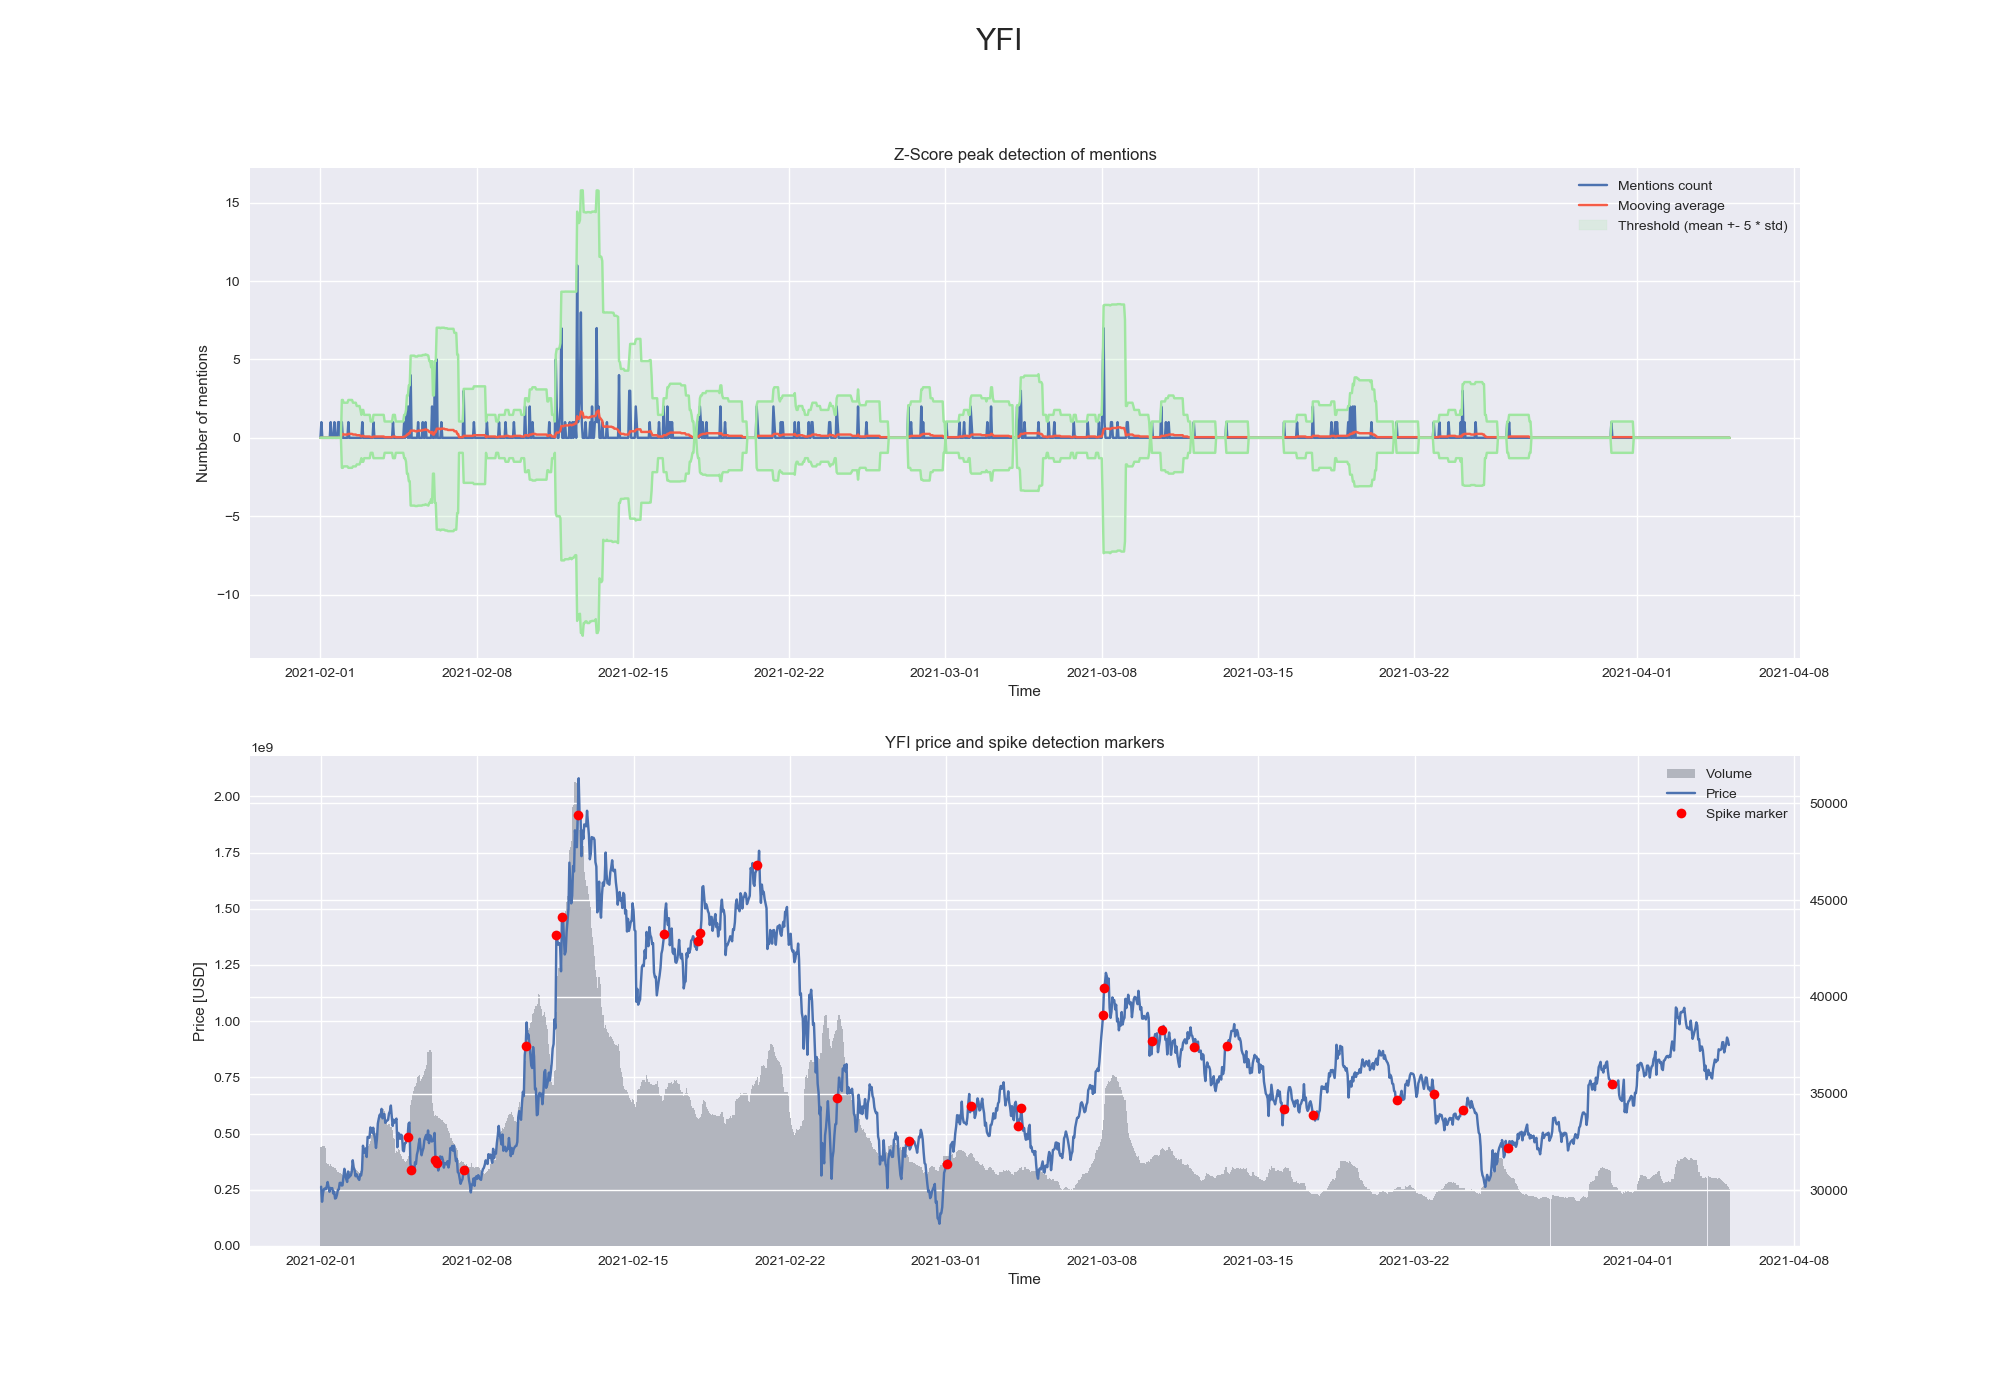 YFI
Z-Score peak detection of mentions
Mentions count
Mooving average
Threshold (mean +- 5 * std)
Number of mentions
15
10
5
0
−5
−10
2021-02-01 2021-02-08 2021-02-15 2021-02-22 2021-03-01 2021-03-08 2021-03-15 2021-03-22 2021-04-01 2021-04-08
Time
YFI price and spike detection markers
1e9
Volume
Price
Spike marker
Price [USD]
2.00
1.75
1.50
1.25
1.00
0.75
0.50
0.25
0.00
50000
45000
40000
35000
30000
2021-02-01 2021-02-08 2021-02-15 2021-02-22 2021-03-01 2021-03-08 2021-03-15 2021-03-22 2021-04-01 2021-04-08
Time